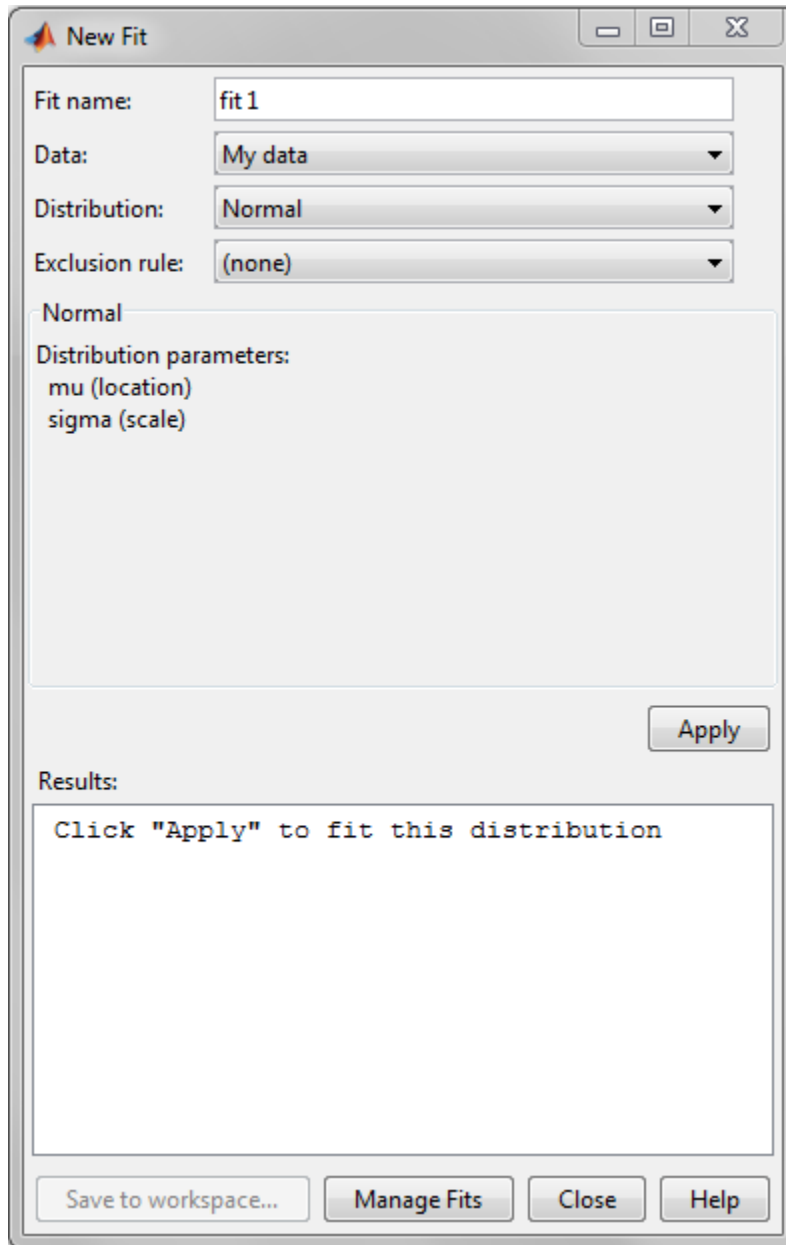 New Fit
Fit name: fit 1
Data: My data
Distribution: Normal
Exclusion rule: (none)
Normal
Distribution parameters:
mu (location)
sigma (scale)
Apply
Results:
Click "Apply" to fit this distribution
Save to workspace... Manage Fits Close Help